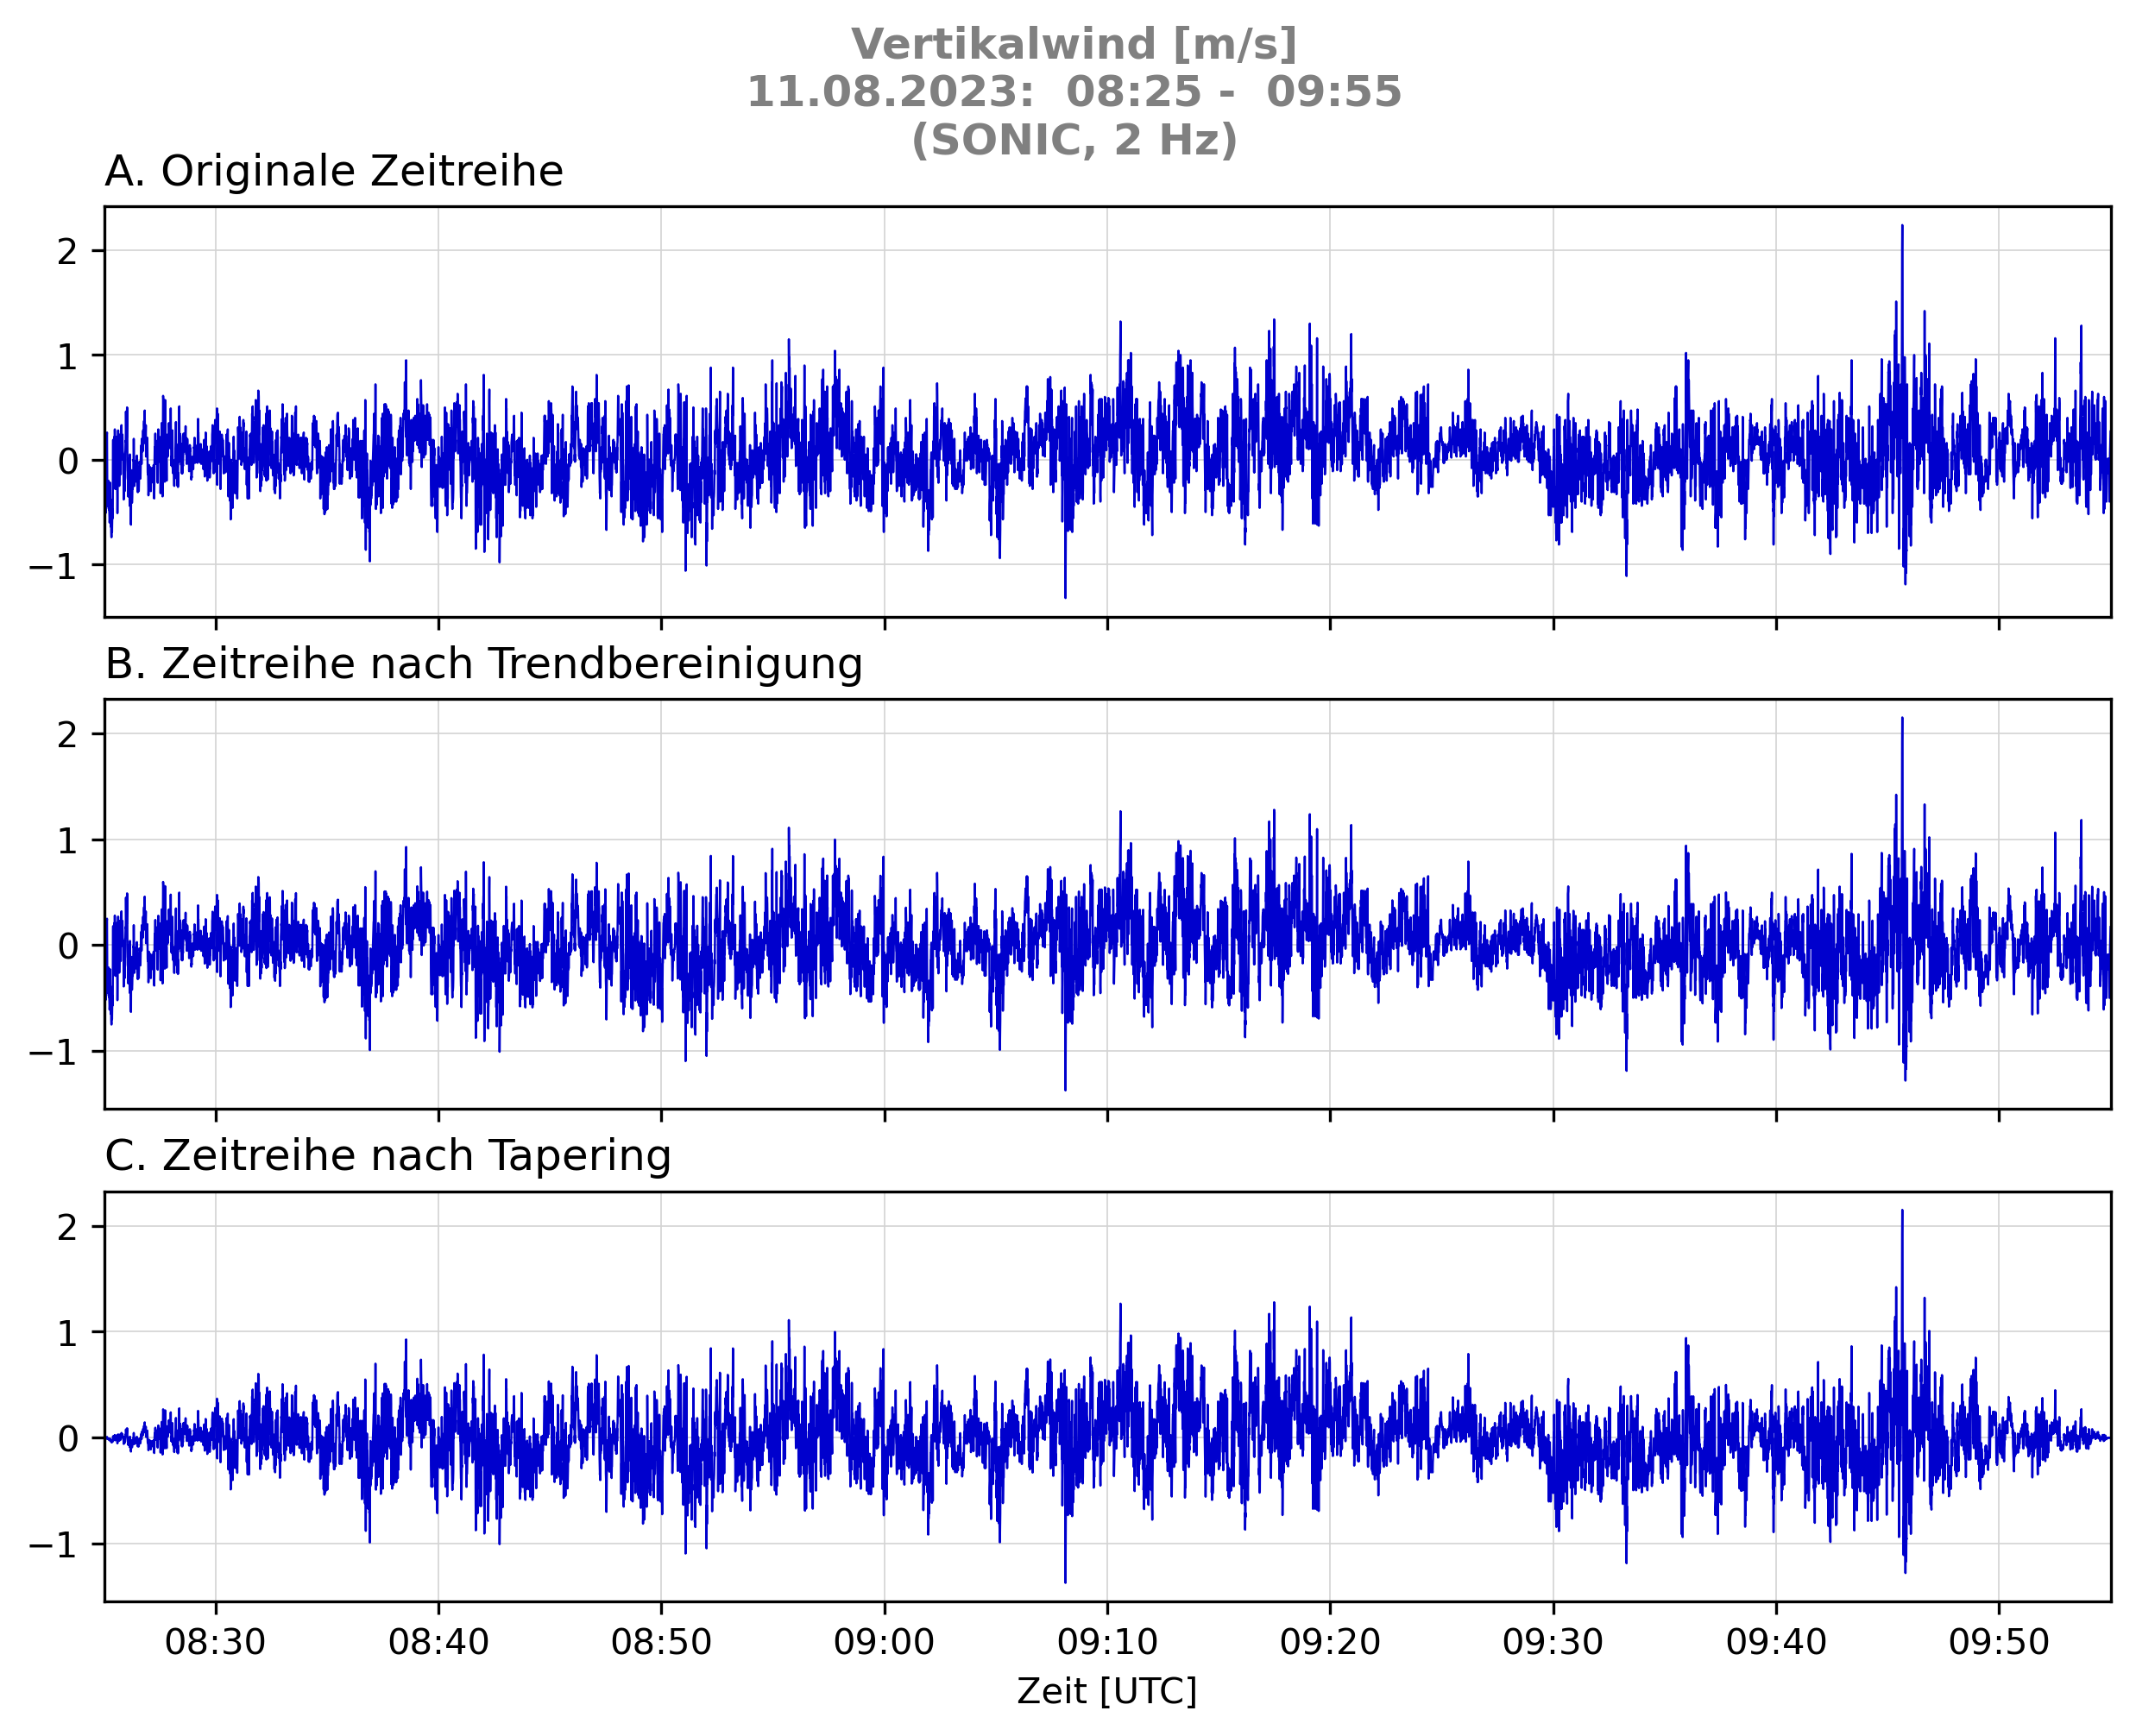 Vertikalwind [m/s]
11.08.2023:  08:25 -  09:55
(SONIC, 2 Hz)
A. Originale Zeitreihe
2
1
0
−1
B. Zeitreihe nach Trendbereinigung
2
1
0
−1
C. Zeitreihe nach Tapering
2
1
0
−1
08:30 08:40 08:50 09:00 09:10 09:20 09:30 09:40 09:50
Zeit [UTC]